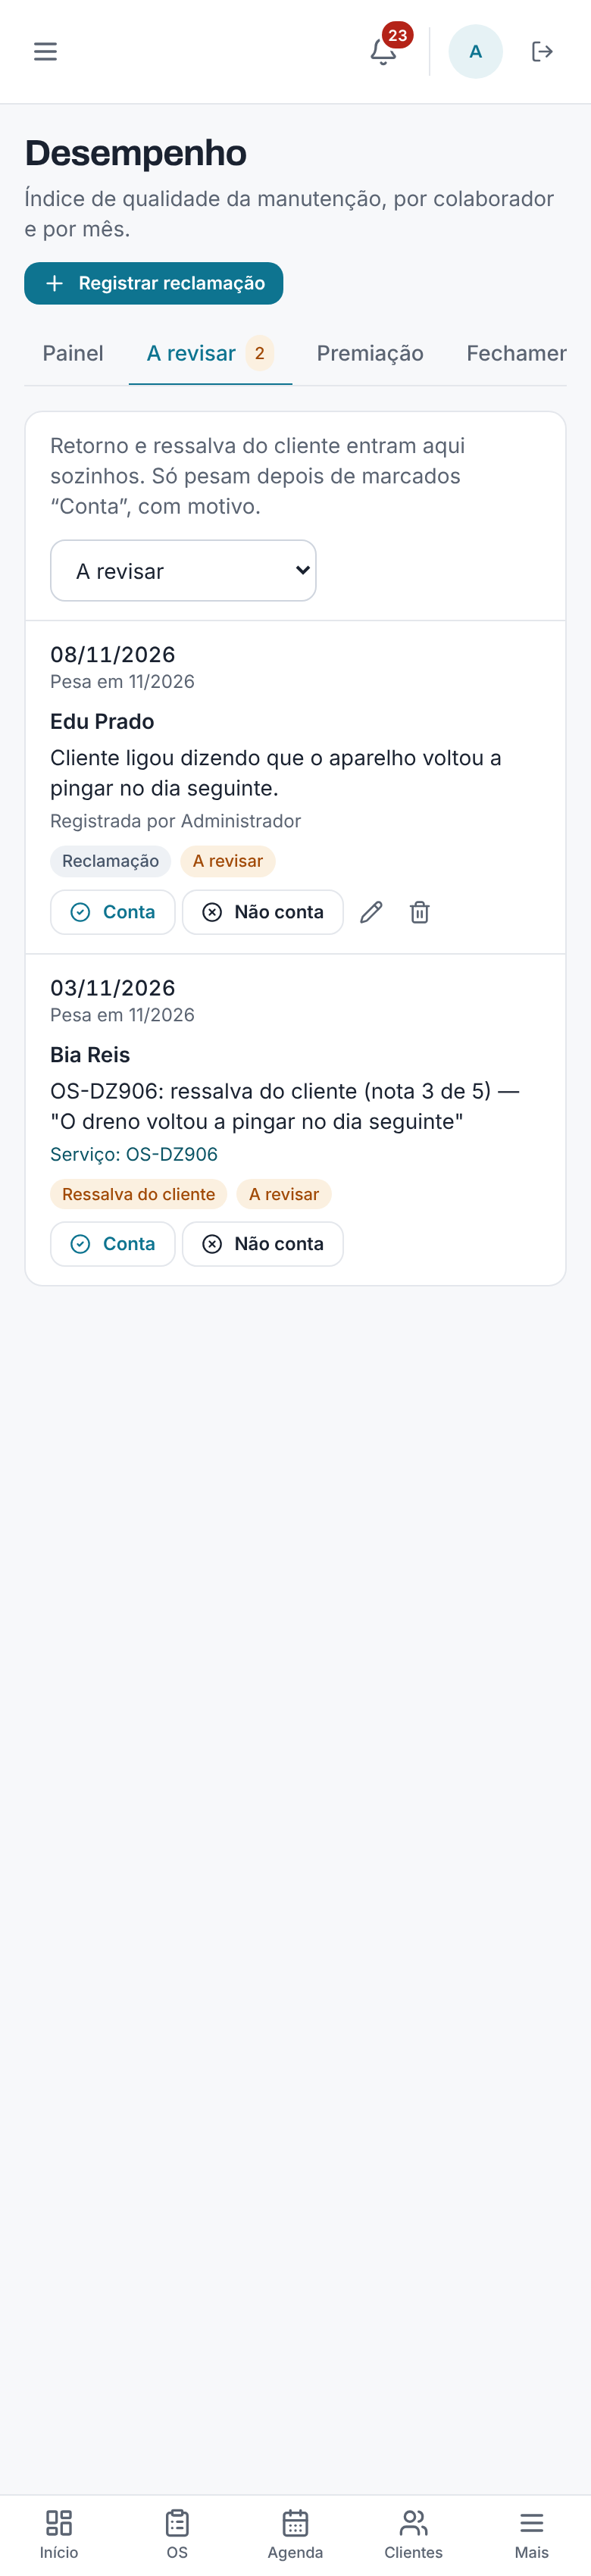 23
A
Desempenho
Índice de qualidade da manutenção, por colaborador
e por mês.
Registrar reclamação
Painel
A revisar 2
Premiação
Fechamer
Retorno e ressalva do cliente entram aqui
sozinhos. Só pesam depois de marcados
“Conta”, com motivo.
A revisar
08/11/2026
Pesa em 11/2026
Edu Prado
Cliente ligou dizendo que o aparelho voltou a
pingar no dia seguinte.
Registrada por Administrador
Reclamação A revisar
Conta Não conta
03/11/2026
Pesa em 11/2026
Bia Reis
OS-DZ906: ressalva do cliente (nota 3 de 5) —
"O dreno voltou a pingar no dia seguinte"
Serviço: OS-DZ906
Ressalva do cliente A revisar
Conta Não conta
Início OS Agenda Clientes Mais